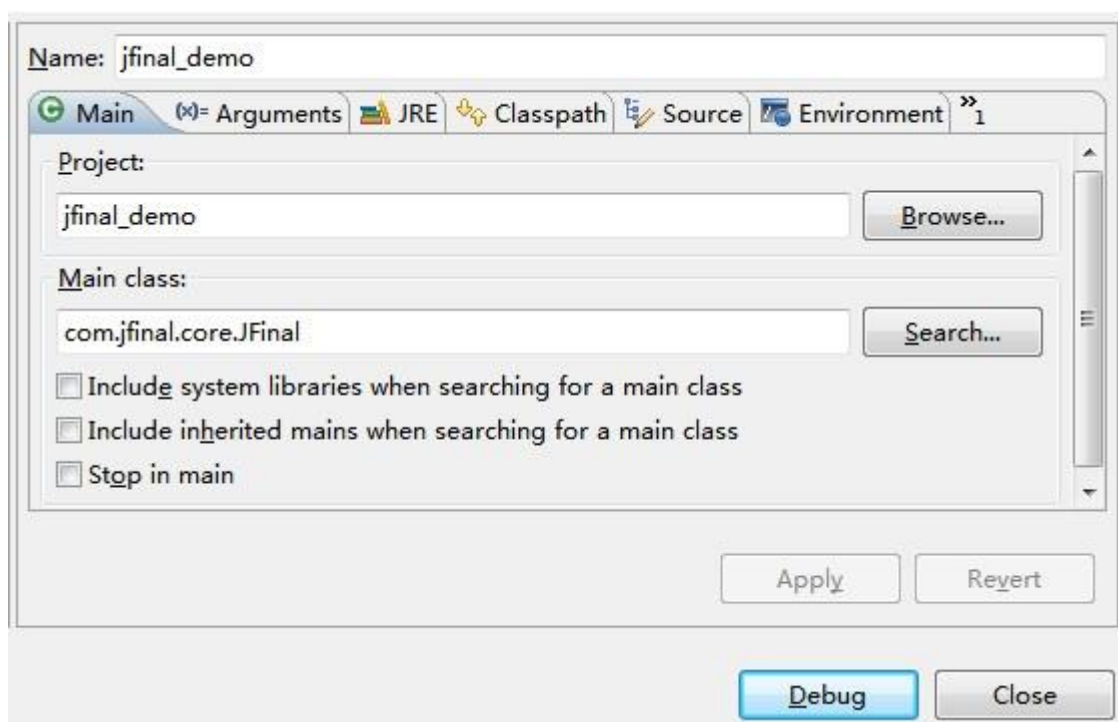 Name: jfinal_demo
Main (x)= Arguments JRE Classpath Source Environment »1
Project:
jfinal_demo Browse...
Main class:
com.jfinal.core.JFinal Search...
Include system libraries when searching for a main class
Include inherited mains when searching for a main class
Stop in main
Apply Revert
Debug Close